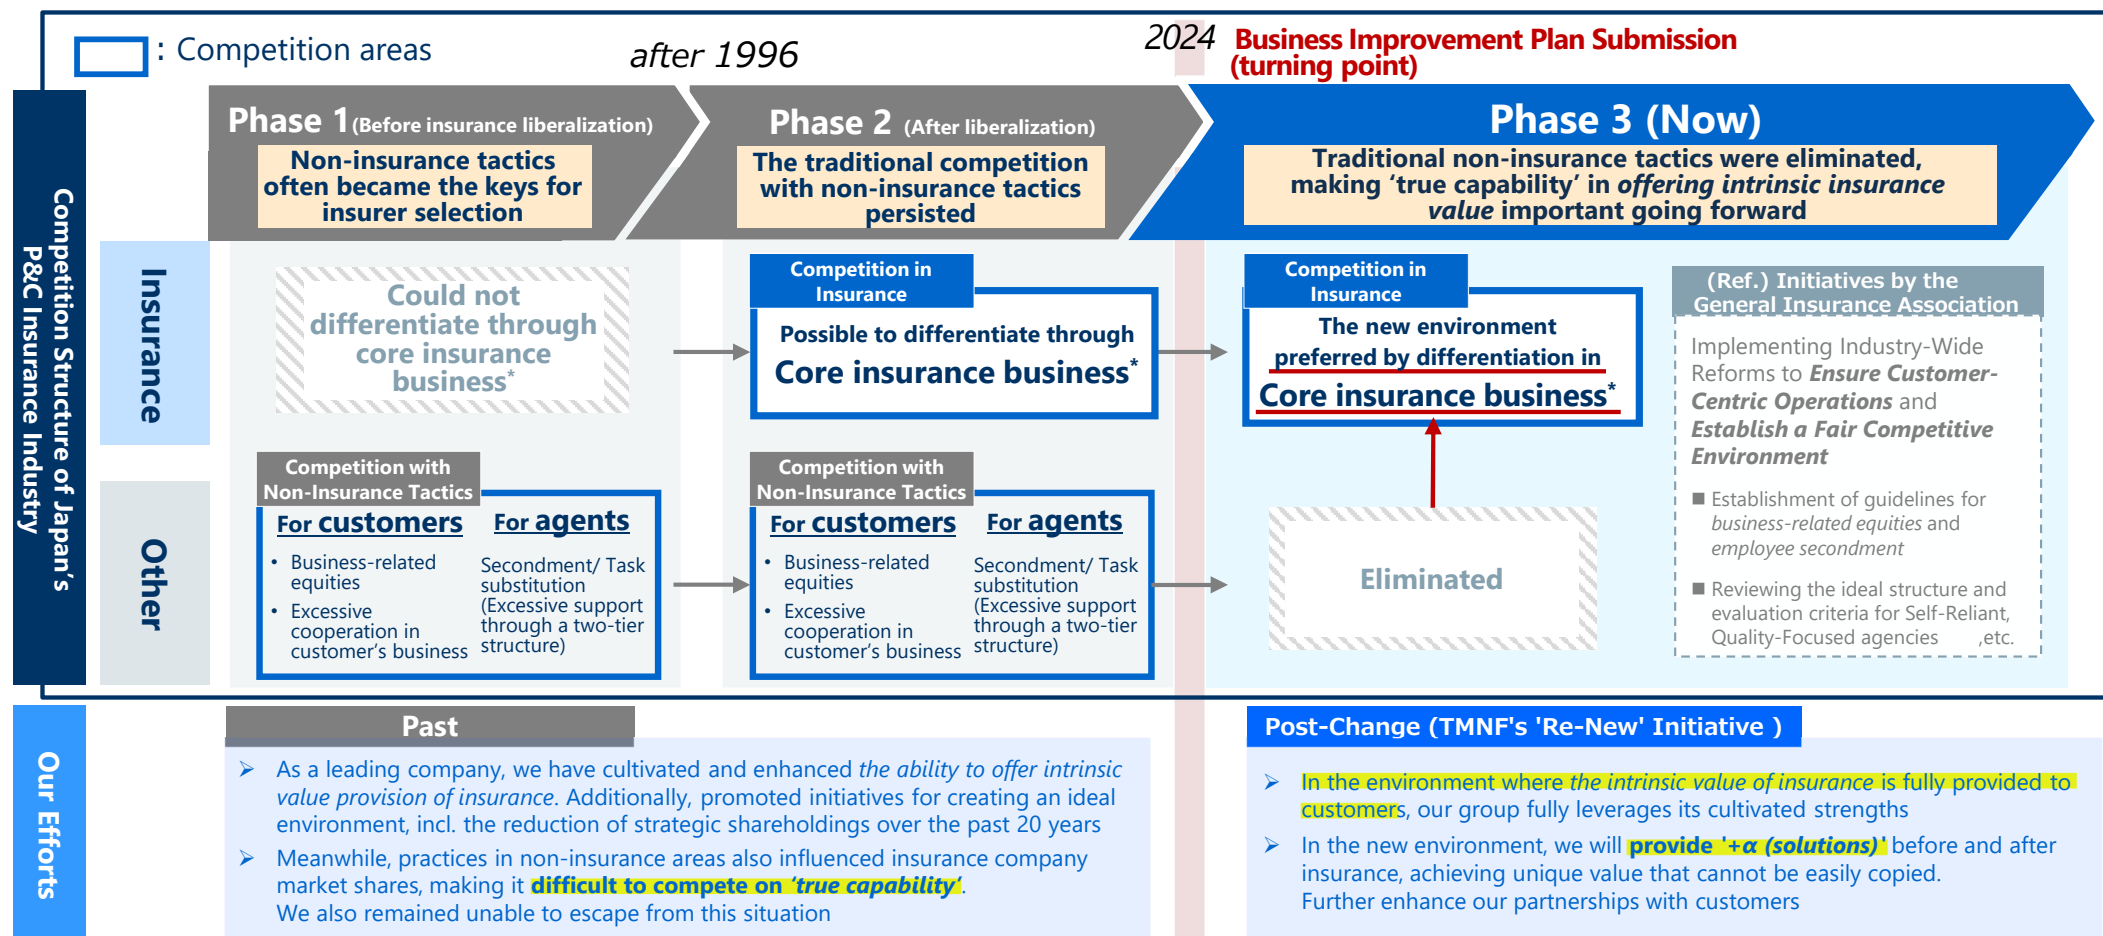 : Competition areas
after 1996
2024
Business Improvement Plan Submission
(turning point)
Competition Structure of Japan's
P&C Insurance Industry
Phase 1 (Before insurance liberalization)
Non-insurance tactics
often became the keys for
insurer selection
Phase 2 (After liberalization)
The traditional competition
with non-insurance tactics
persisted
Phase 3 (Now)
Traditional non-insurance tactics were eliminated,
making ‘true capability’ in offering intrinsic insurance
value important going forward
Insurance
Could not
differentiate through
core insurance
business*
Competition in
Insurance
Possible to differentiate through
Core insurance business*
Competition in
Insurance
The new environment
preferred by differentiation in
Core insurance business*
Other
Competition with
Non-Insurance Tactics
For customers
• Business-related
equities
• Excessive
cooperation in
customer’s business
For agents
Secondment/ Task
substitution
(Excessive support
through a two-tier
structure)
Competition with
Non-Insurance Tactics
For customers
• Business-related
equities
• Excessive
cooperation in
customer’s business
For agents
Secondment/ Task
substitution
(Excessive support
through a two-tier
structure)
Eliminated
(Ref.) Initiatives by the
General Insurance Association
Implementing Industry-Wide
Reforms to Ensure Customer-
Centric Operations and
Establish a Fair Competitive
Environment
■ Establishment of guidelines for
business-related equities and
employee secondment
■ Reviewing the ideal structure and
evaluation criteria for Self-Reliant,
Quality-Focused agencies ,etc.
Our Efforts
Past
➢ As a leading company, we have cultivated and enhanced the ability to offer intrinsic
value provision of insurance. Additionally, promoted initiatives for creating an ideal
environment, incl. the reduction of strategic shareholdings over the past 20 years
➢ Meanwhile, practices in non-insurance areas also influenced insurance company
market shares, making it difficult to compete on ‘true capability‘.
We also remained unable to escape from this situation
Post-Change (TMNF's 'Re-New' Initiative )
➢ In the environment where the intrinsic value of insurance is fully provided to
customers, our group fully leverages its cultivated strengths
➢ In the new environment, we will provide '+α (solutions)' before and after
insurance, achieving unique value that cannot be easily copied.
Further enhance our partnerships with customers